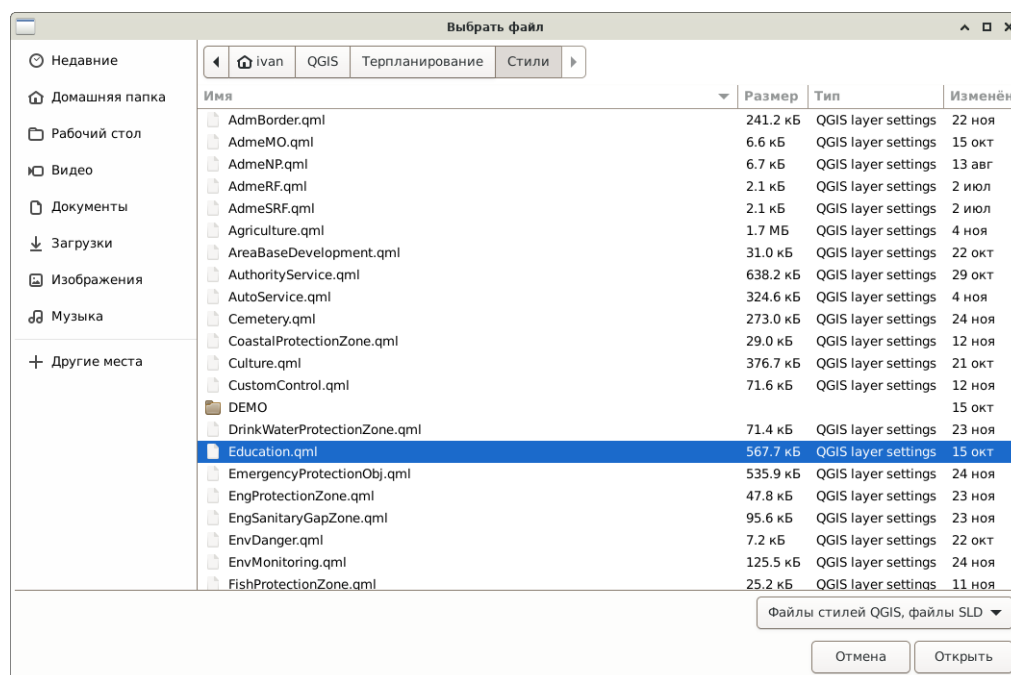 Выбрать файл
Недавние
Домашняя папка
Рабочий стол
Видео
Документы
Загрузки
Изображения
Музыка
Другие места
ivan QGIS Терпланирование Стили
Имя Размер Тип Изменён
AdmBorder.qml 241.2 кБ QGIS layer settings 22 ноя
AdmeMO.qml 6.6 кБ QGIS layer settings 15 окт
AdmeNP.qml 6.7 кБ QGIS layer settings 13 авг
AdmeRF.qml 2.1 кБ QGIS layer settings 2 июл
AdmeSRF.qml 2.1 кБ QGIS layer settings 2 июл
Agriculture.qml 1.7 МБ QGIS layer settings 4 ноя
AreaBaseDevelopment.qml 31.0 кБ QGIS layer settings 22 окт
AuthorityService.qml 638.2 кБ QGIS layer settings 29 окт
AutoService.qml 324.6 кБ QGIS layer settings 4 ноя
Cemetery.qml 273.0 кБ QGIS layer settings 24 ноя
CoastalProtectionZone.qml 29.0 кБ QGIS layer settings 12 ноя
Culture.qml 376.7 кБ QGIS layer settings 21 окт
CustomControl.qml 71.6 кБ QGIS layer settings 12 ноя
DEMO 15 окт
DrinkWaterProtectionZone.qml 71.4 кБ QGIS layer settings 23 ноя
Education.qml 567.7 кБ QGIS layer settings 15 окт
EmergencyProtectionObj.qml 535.9 кБ QGIS layer settings 24 ноя
EngProtectionZone.qml 47.8 кБ QGIS layer settings 23 ноя
EngSanitaryGapZone.qml 95.6 кБ QGIS layer settings 23 ноя
EnvDanger.qml 7.2 кБ QGIS layer settings 22 окт
EnvMonitoring.qml 125.5 кБ QGIS layer settings 24 ноя
FishProtectionZone.qml 25.2 кБ QGIS layer settings 11 ноя
Файлы стилей QGIS, файлы SLD
Отмена Открыть